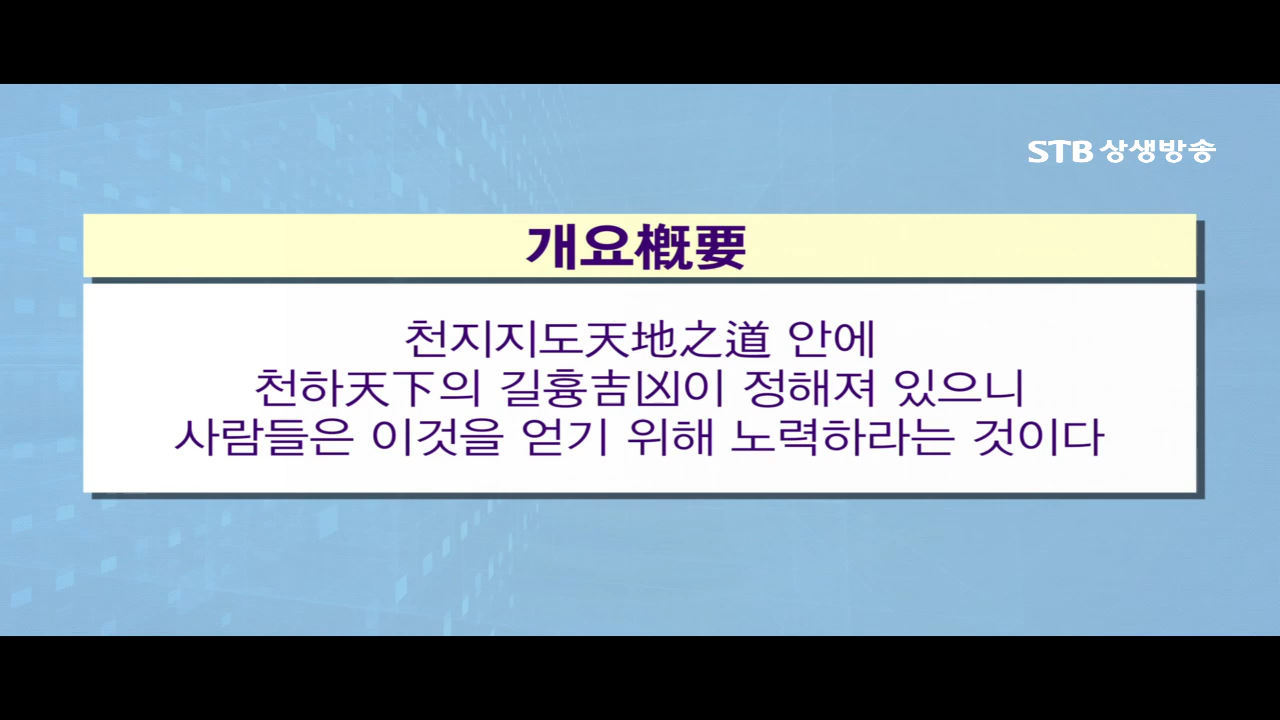 STB 상생방송
개요概要
천지지도天地之道 안에
천하天下의 길흉吉凶이 정해져 있으니
사람들은 이것을 얻기 위해 노력하라는 것이다